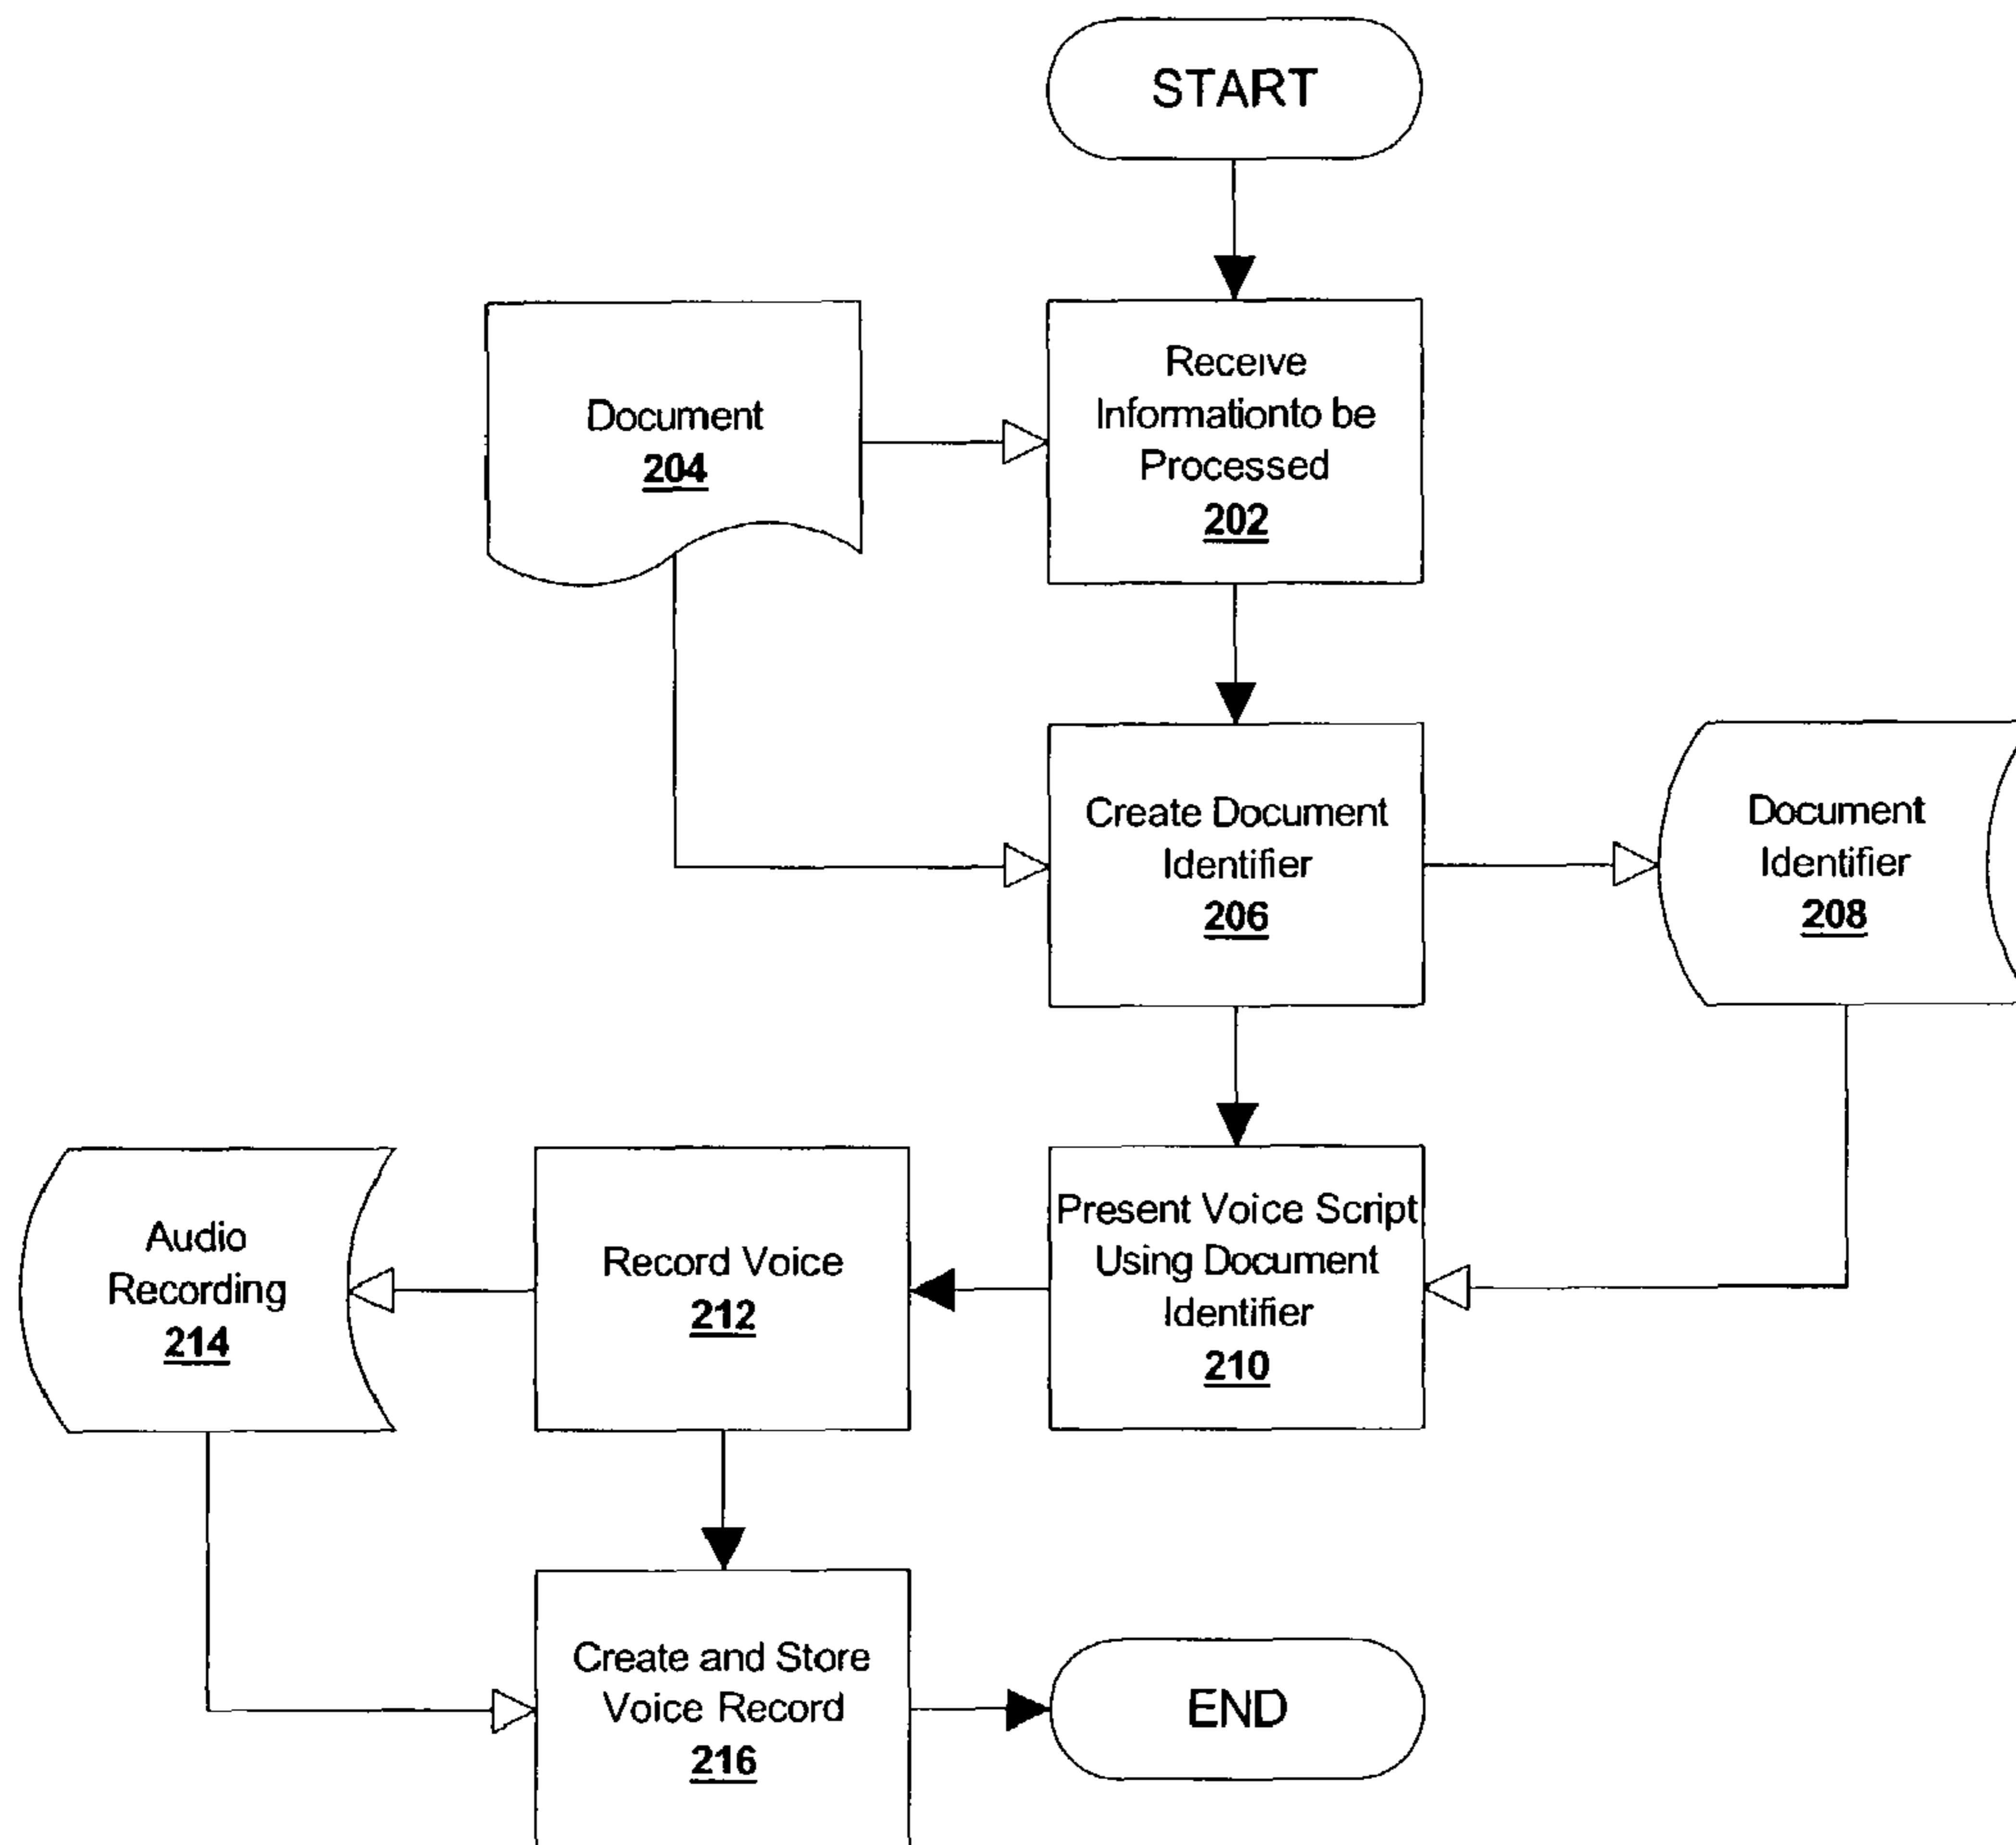 START
Document
204
Receive
Informationto be
Processed
202
Create Document
Identifier
206
Document
Identifier
208
Audio
Recording
214
Record Voice
212
Present Voice Script
Using Document
Identifier
210
Create and Store
Voice Record
216
END